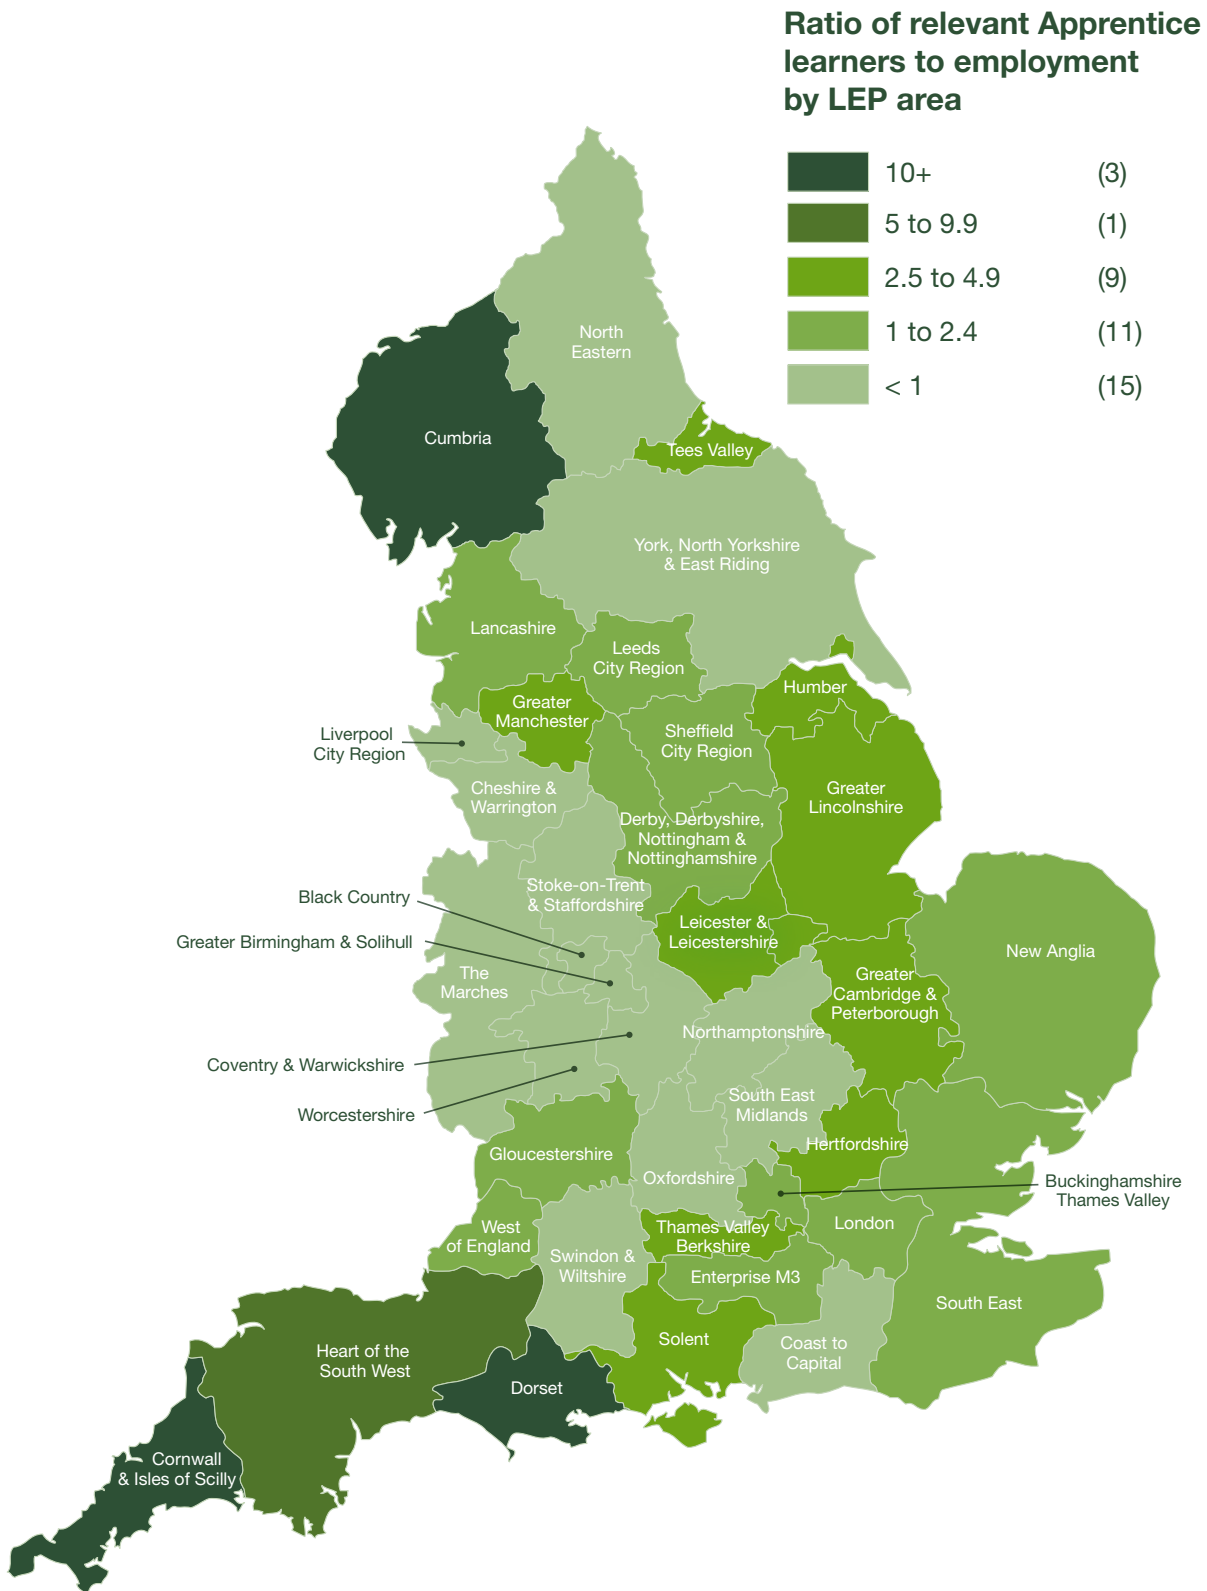 Ratio of relevant Apprentice
learners to employment
by LEP area
10+ (3)
5 to 9.9 (1)
2.5 to 4.9 (9)
1 to 2.4 (11)
< 1 (15)
North
Eastern
Cumbria
Tees Valley
York, North Yorkshire
& East Riding
Lancashire
Leeds
City Region
Humber
Greater
Manchester
Liverpool
City Region
Sheffield
City Region
Cheshire &
Warrington
Greater
Lincolnshire
Derby, Derbyshire,
Nottingham &
Nottinghamshire
Stoke-on-Trent
& Staffordshire
Black Country
Leicester &
Leicestershire
Greater Birmingham & Solihull
New Anglia
The
Marches
Greater
Cambridge &
Peterborough
Northamptonshire
Coventry & Warwickshire
South East
Midlands
Worcestershire
Hertfordshire
Gloucestershire
Oxfordshire
Buckinghamshire
Thames Valley
West
of England
Thames Valley
Berkshire
London
Swindon &
Wiltshire
Enterprise M3
South East
Solent
Coast to
Capital
Heart of the
South West
Dorset
Cornwall
& Isles of Scilly